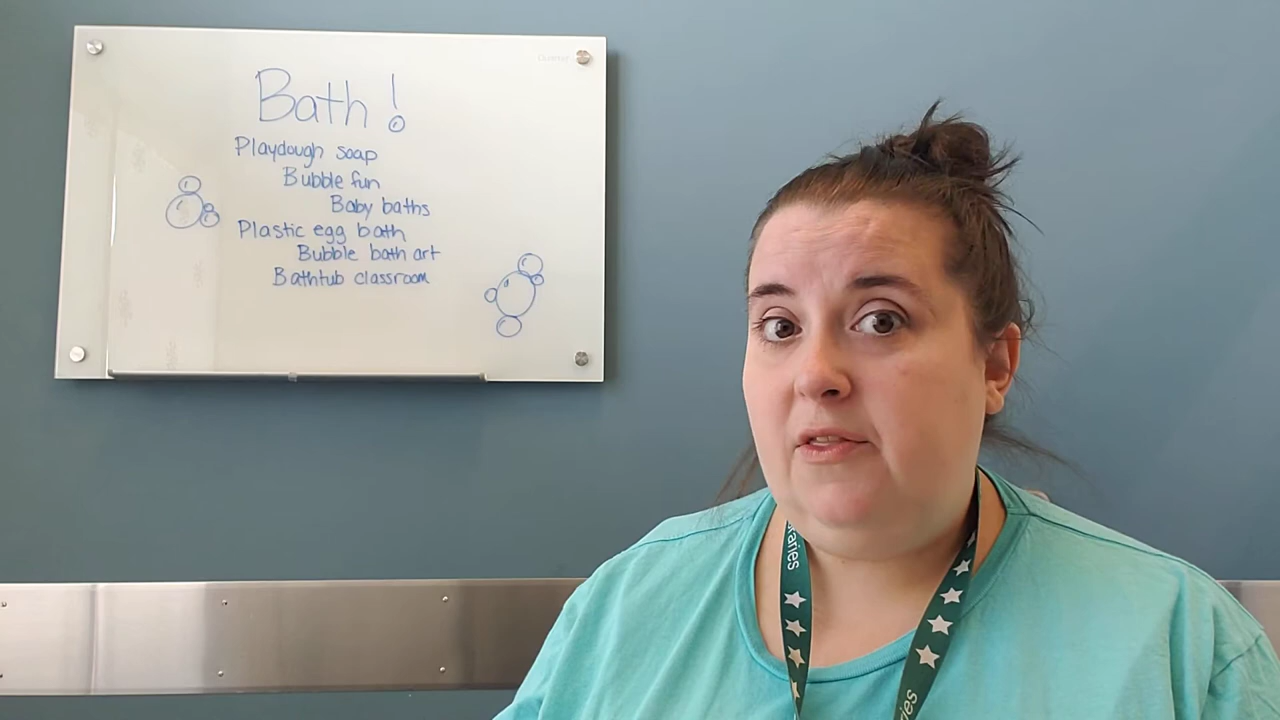 Bath!
Playdough soap
Bubble fun
Baby baths
Plastic egg bath
Bubble bath art
Bathtub classroom